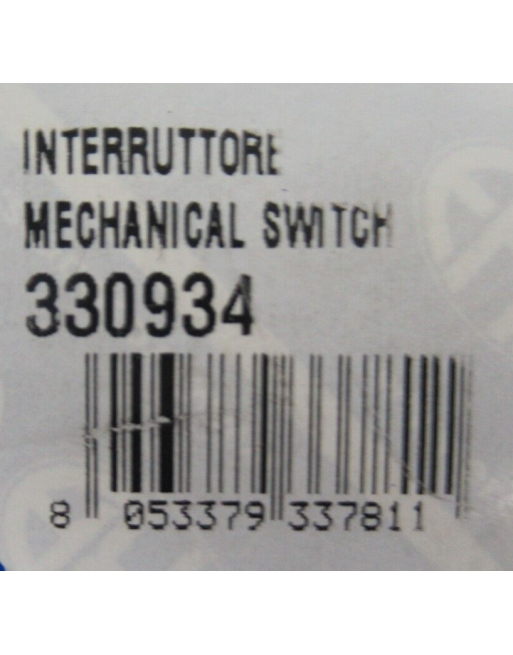 INTERRUTTORE
MECHANICAL SWITCH
330934
8 053379 337811